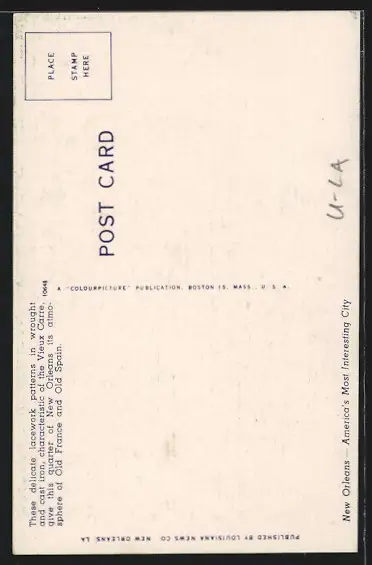 These delicate lacework patterns in wrought
and cast iron, characteristic of the Vieux Carre,
give this quarter of New Orleans its atmo-
sphere of Old France and Old Spain.
POST CARD
PLACE
STAMP
HERE
A "COLOURPICTURE" PUBLICATION, BOSTON 15, MASS., U. S. A.
PUBLISHED BY LOUISIANA NEWS CO. NEW ORLEANS, LA.
U-LA
New Orleans — America's Most Interesting City